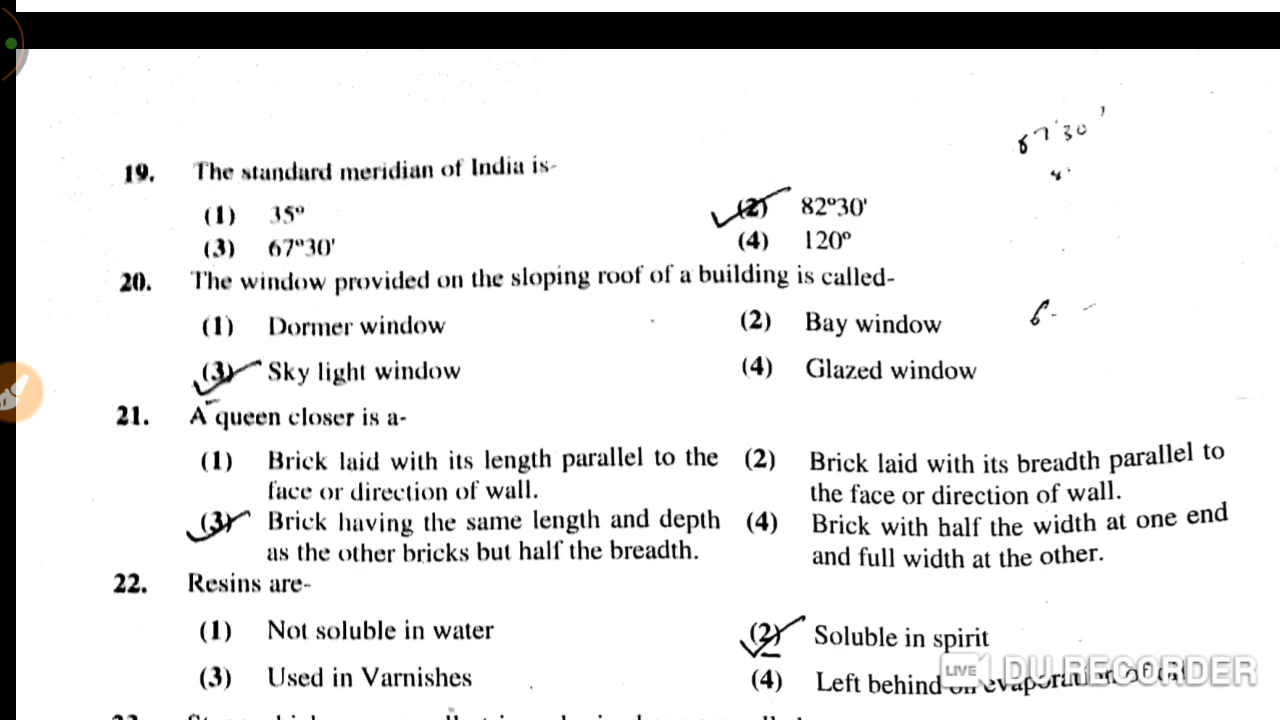 67°30'
19. The standard meridian of India is-
(1) 35° (2) 82°30'
(3) 67°30' (4) 120°
20. The window provided on the sloping roof of a building is called-
(1) Dormer window (2) Bay window
(3) Sky light window (4) Glazed window
21. A queen closer is a-
(1) Brick laid with its length parallel to the (2) Brick laid with its breadth parallel to
face or direction of wall. the face or direction of wall.
(3) Brick having the same length and depth (4) Brick with half the width at one end
as the other bricks but half the breadth. and full width at the other.
22. Resins are-
(1) Not soluble in water (2) Soluble in spirit
(3) Used in Varnishes (4) Left behind on evaporation of
LIVE DU RECORDER